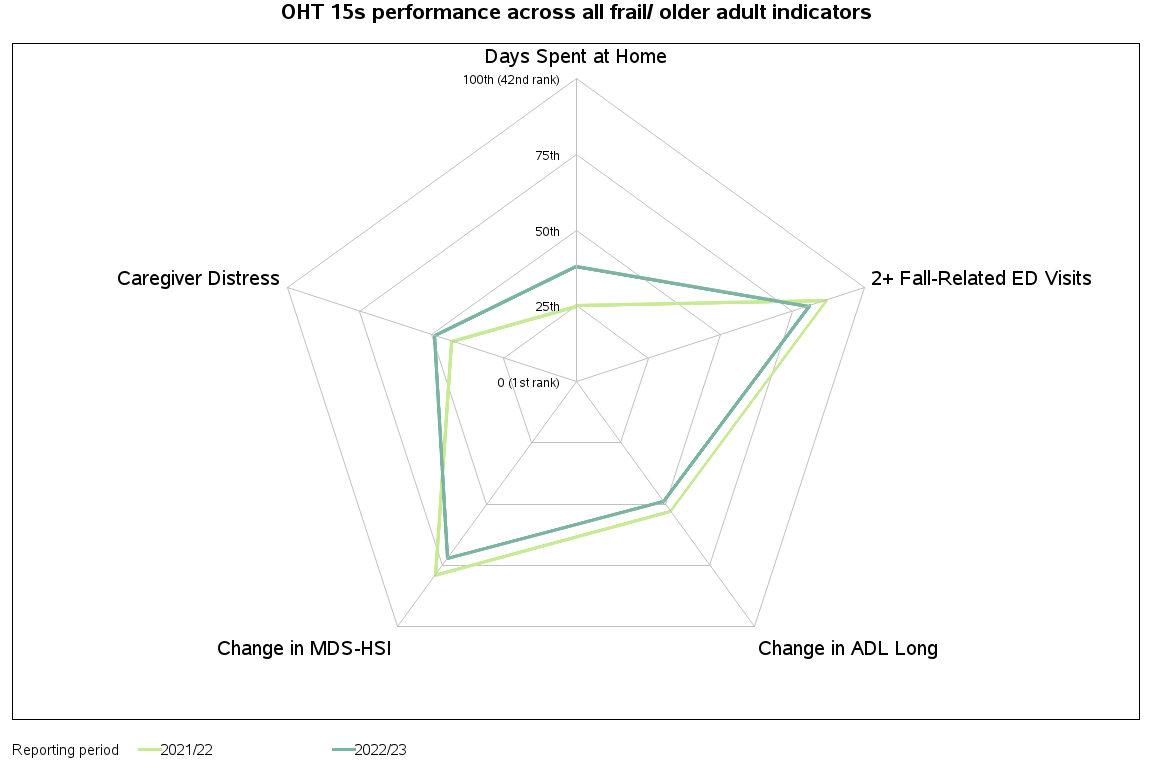 OHT 15s performance across all frail/ older adult indicators
Days Spent at Home
100th (42nd rank)
75th
50th
25th
0 (1st rank)
Caregiver Distress
2+ Fall-Related ED Visits
Change in MDS-HSI
Change in ADL Long
Reporting period 2021/22 2022/23